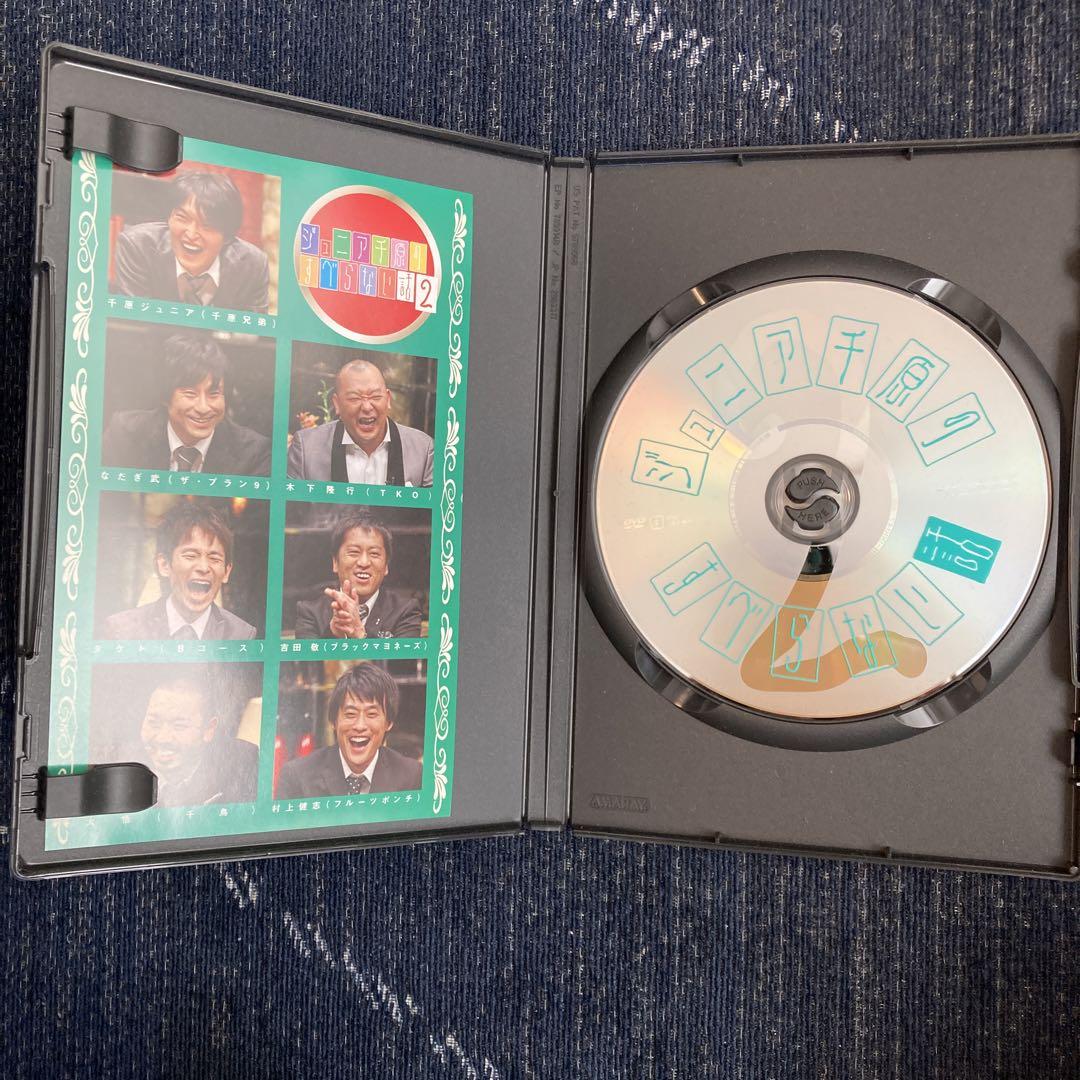 千原ジュニア(千原兄弟)
ジュニア千原の
すべらない話2
なだぎ武(ザ・プラン9)
木下隆行(TKO)
タケト(Bコース)
吉田敬(ブラックマヨネーズ)
大悟(千鳥)
村上健志(フルーツポンチ)
ジュニア千原の
すべらない
話
2
PUSH
HERE
DVD
AMARAY